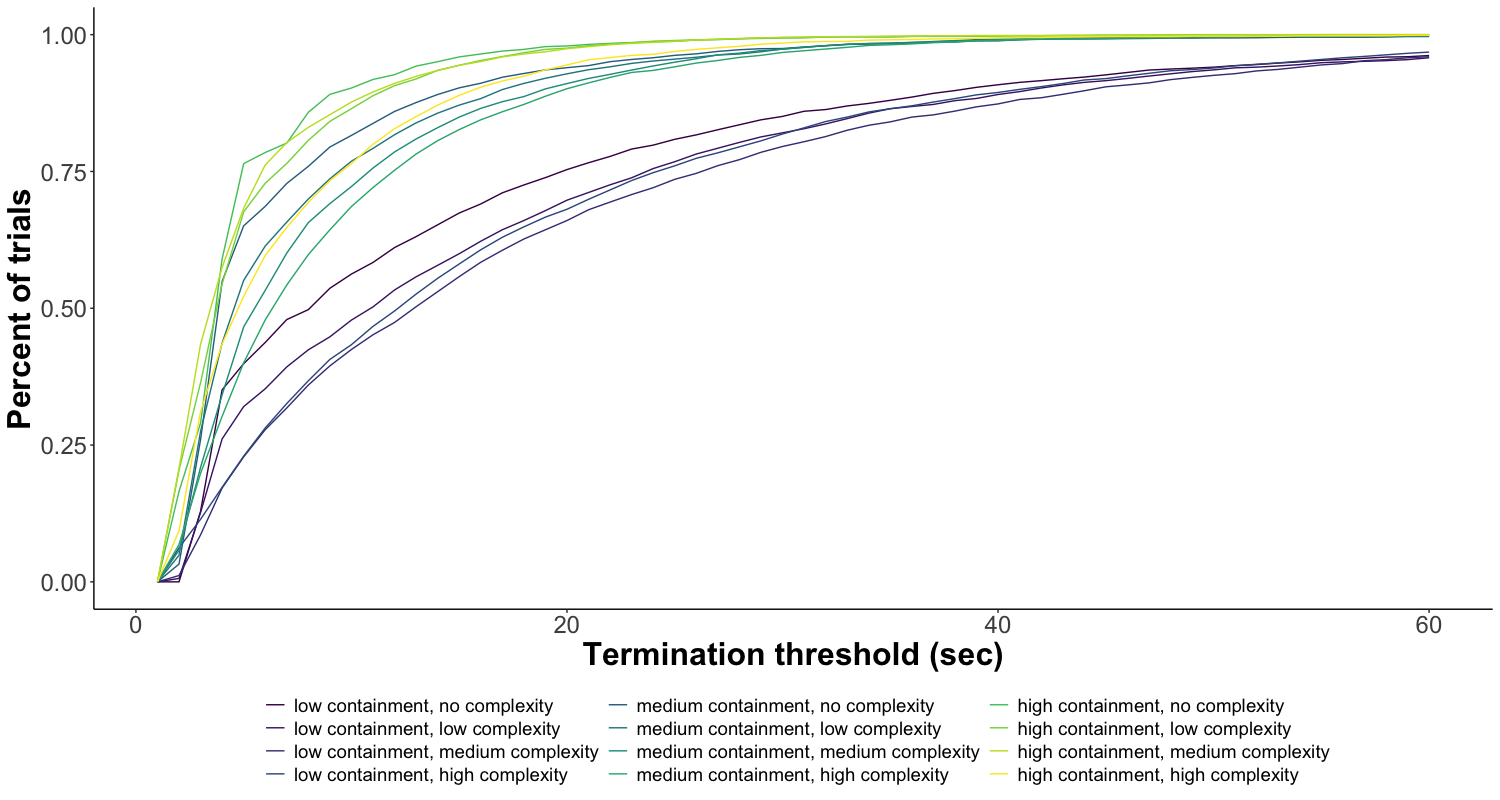 Percent of trials
1.00
0.75
0.50
0.25
0.00
0 20 40 60
Termination threshold (sec)
low containment, no complexity medium containment, no complexity high containment, no complexity
low containment, low complexity medium containment, low complexity high containment, low complexity
low containment, medium complexity medium containment, medium complexity high containment, medium complexity
low containment, high complexity medium containment, high complexity high containment, high complexity